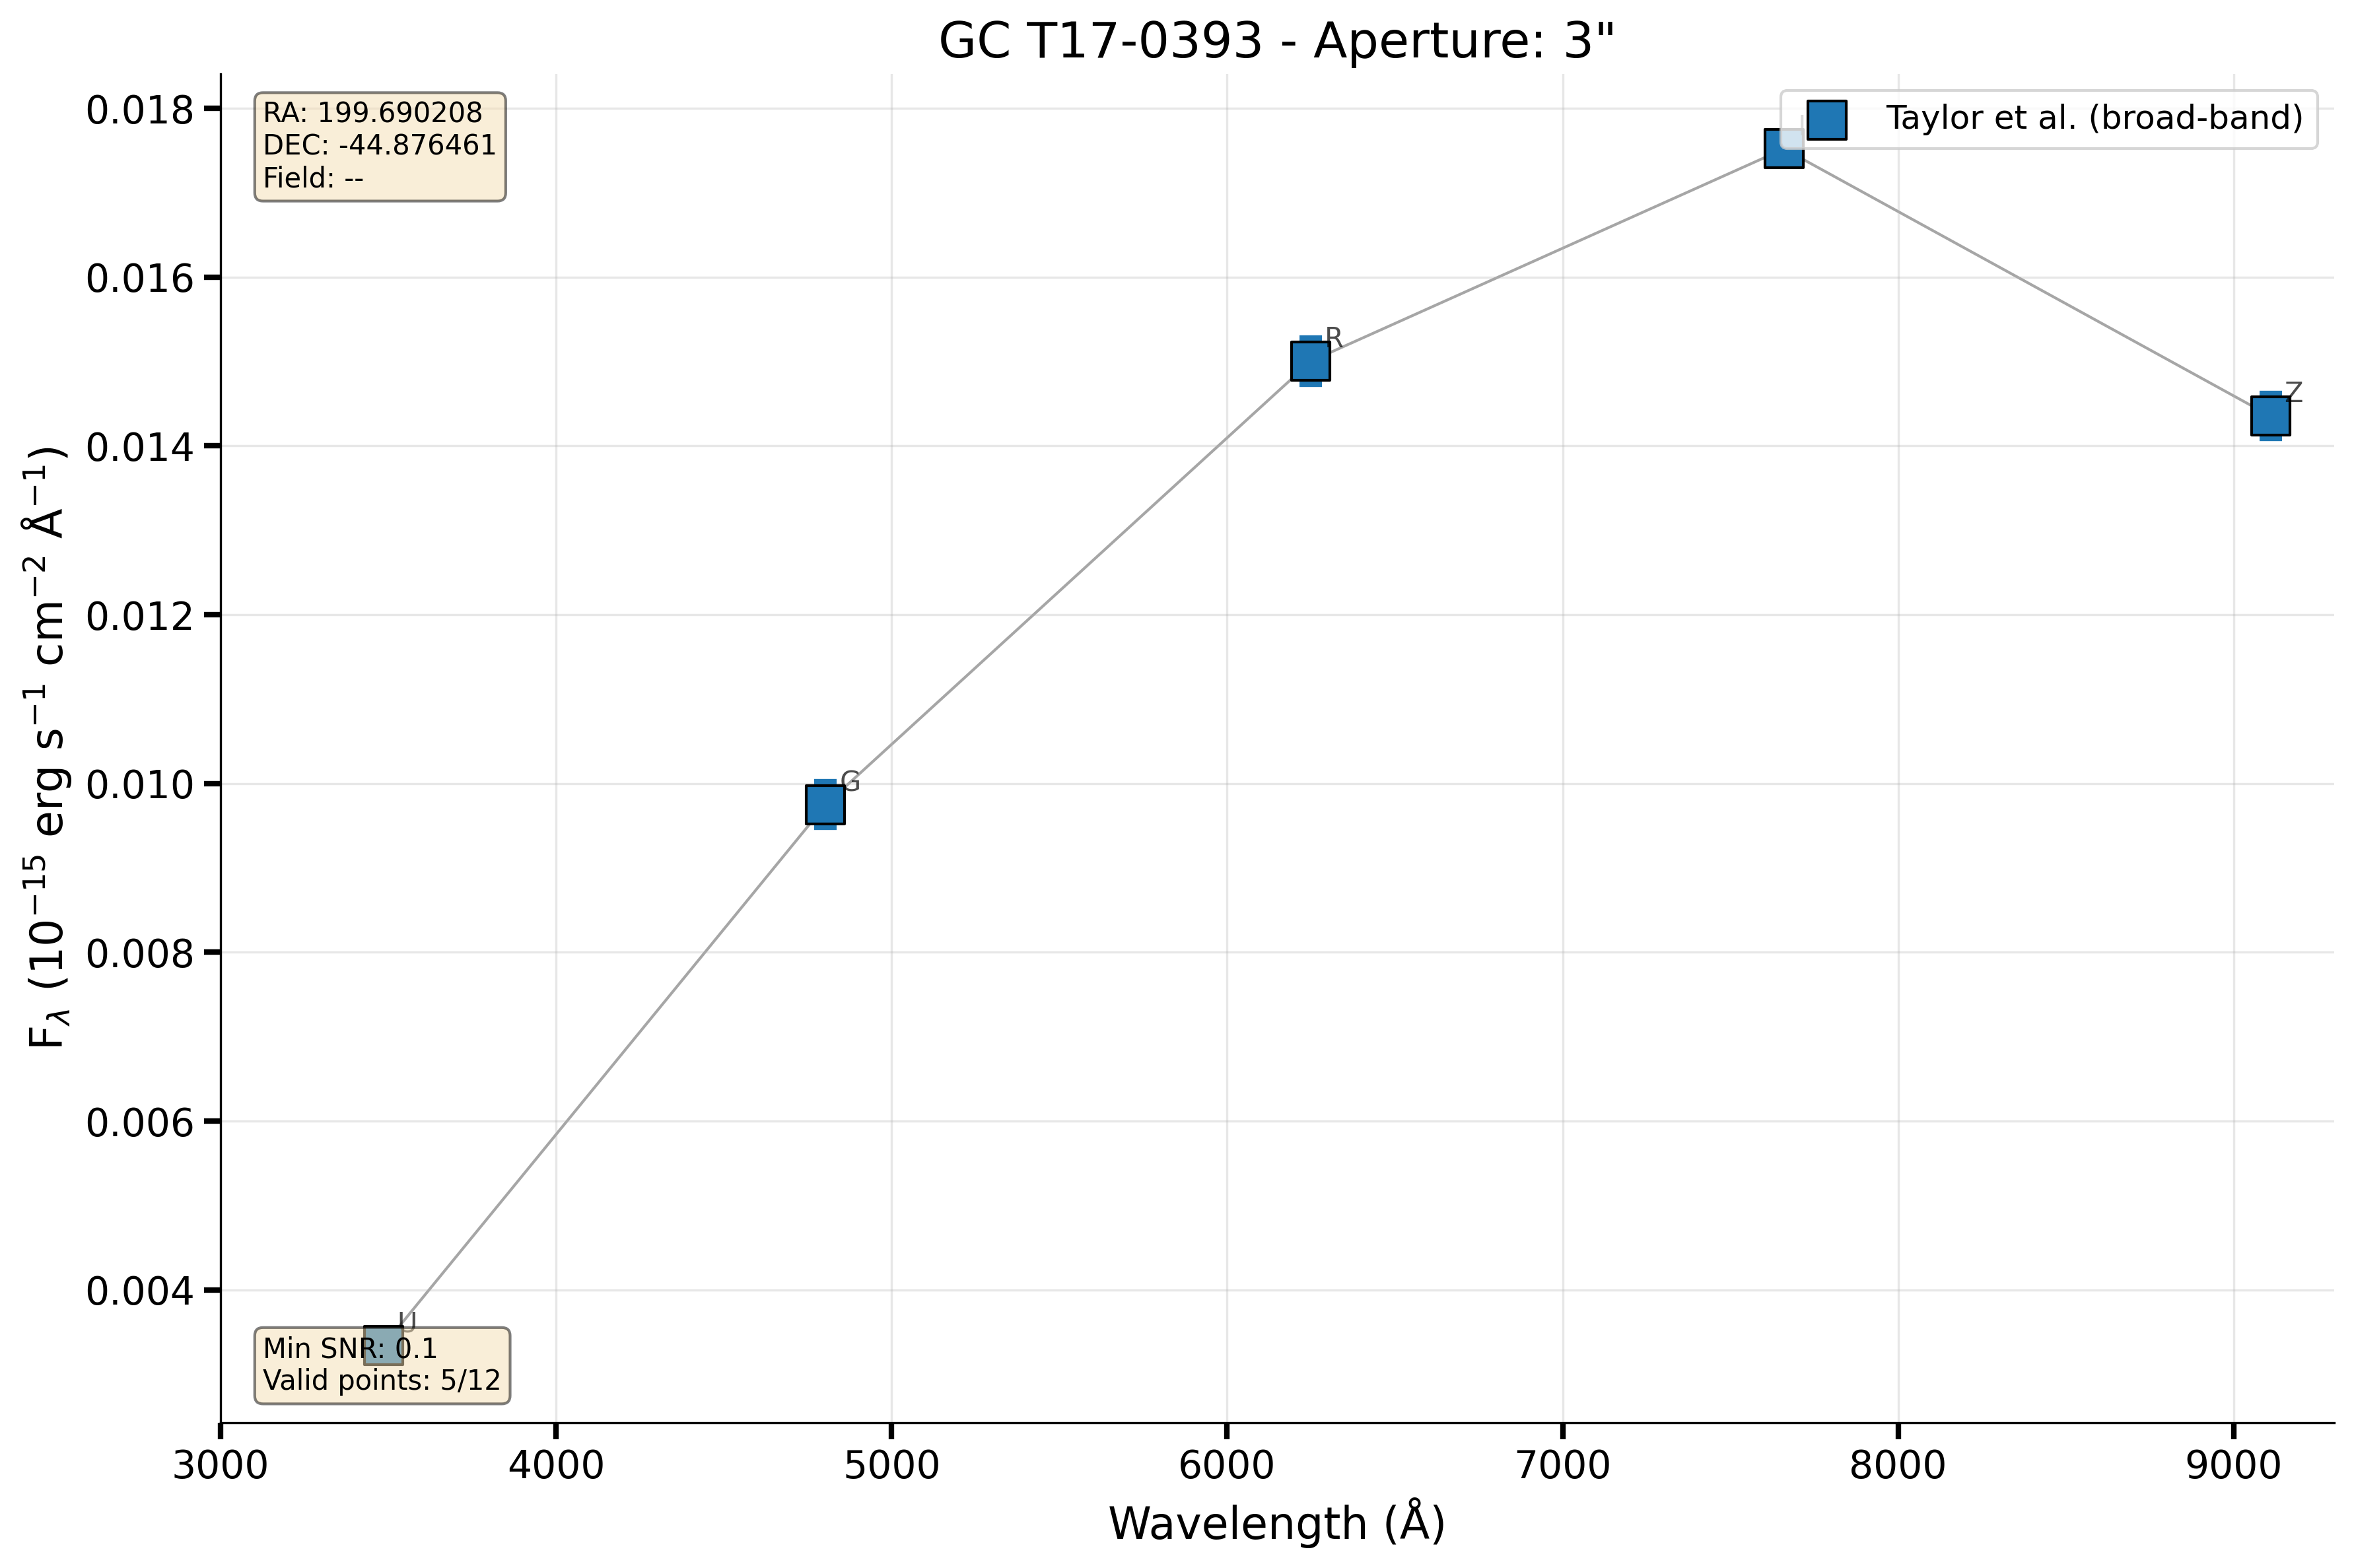 GC T17-0393 - Aperture: 3"
RA: 199.690208
DEC: -44.876461
Field: --
Taylor et al. (broad-band)
0.018
0.016
0.014
0.012
0.010
0.008
0.006
0.004
F_λ (10⁻¹⁵ erg s⁻¹ cm⁻² Å⁻¹)
R
Z
G
U
Min SNR: 0.1
Valid points: 5/12
3000 4000 5000 6000 7000 8000 9000
Wavelength (Å)